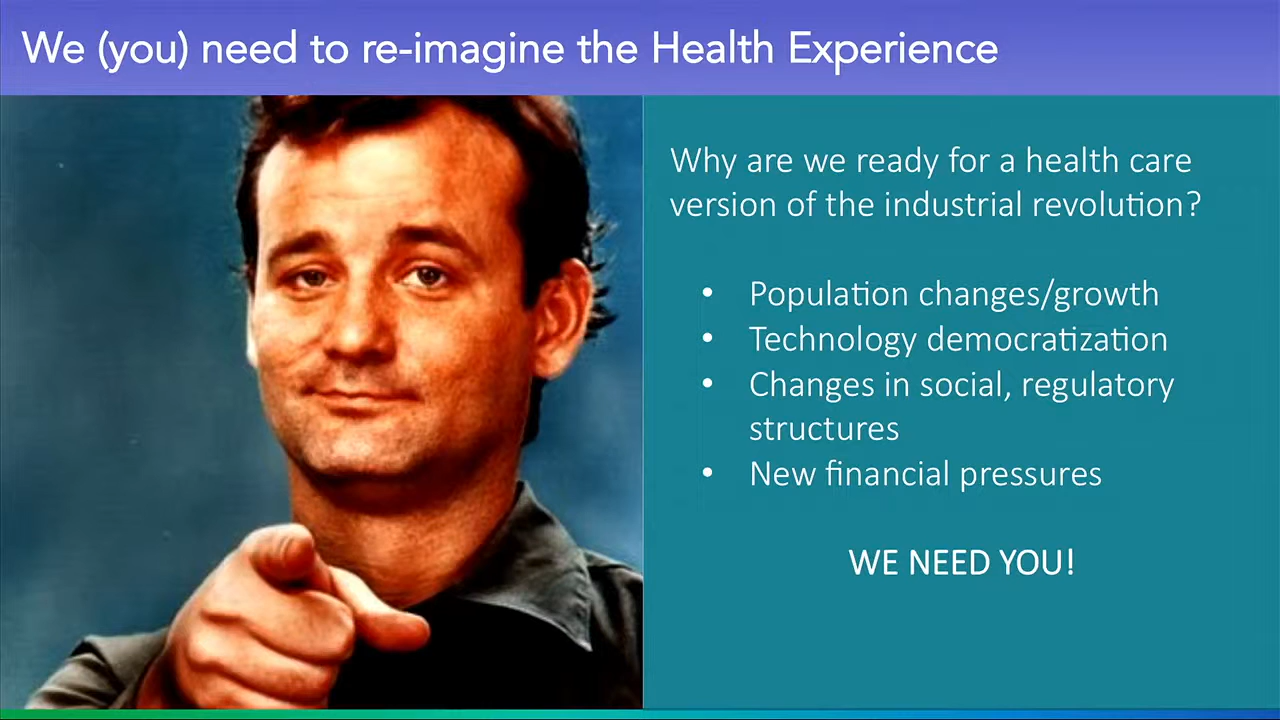 We (you) need to re-imagine the Health Experience
Why are we ready for a health care
version of the industrial revolution?
• Population changes/growth
• Technology democratization
• Changes in social, regulatory
structures
• New financial pressures
WE NEED YOU!